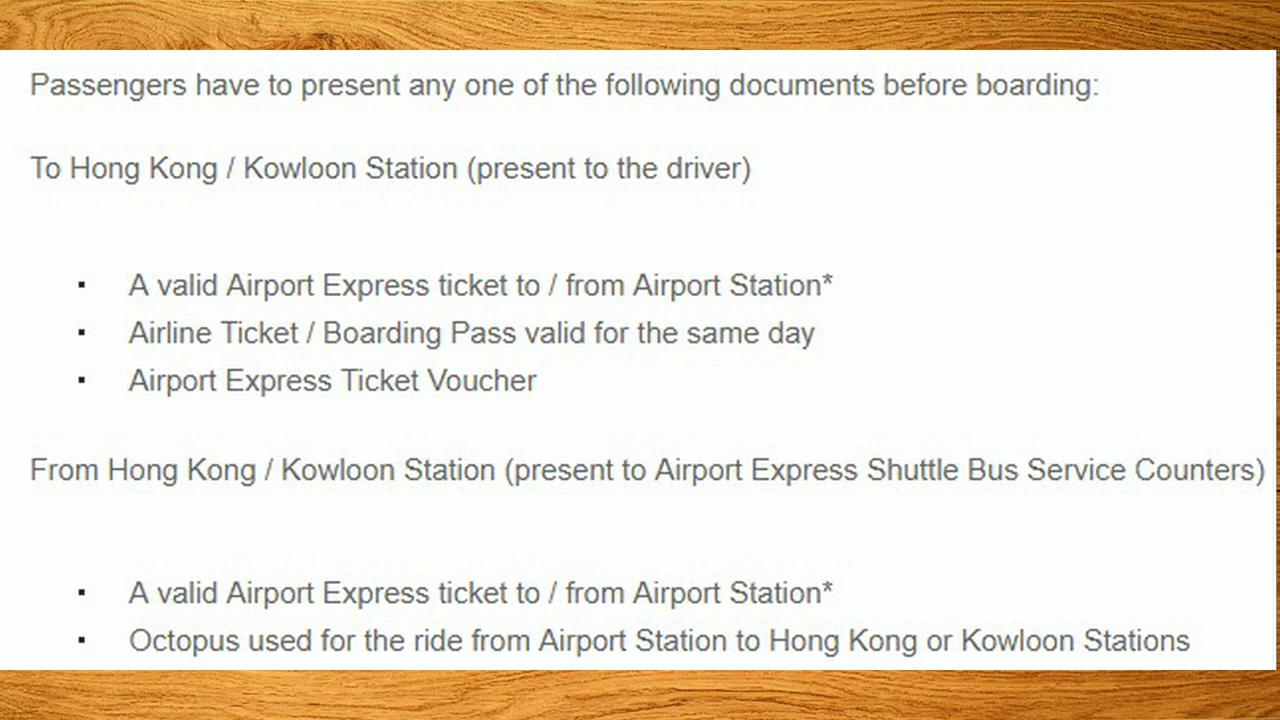 Passengers have to present any one of the following documents before boarding:
To Hong Kong / Kowloon Station (present to the driver)
▪ A valid Airport Express ticket to / from Airport Station*
▪ Airline Ticket / Boarding Pass valid for the same day
▪ Airport Express Ticket Voucher
From Hong Kong / Kowloon Station (present to Airport Express Shuttle Bus Service Counters)
▪ A valid Airport Express ticket to / from Airport Station*
▪ Octopus used for the ride from Airport Station to Hong Kong or Kowloon Stations